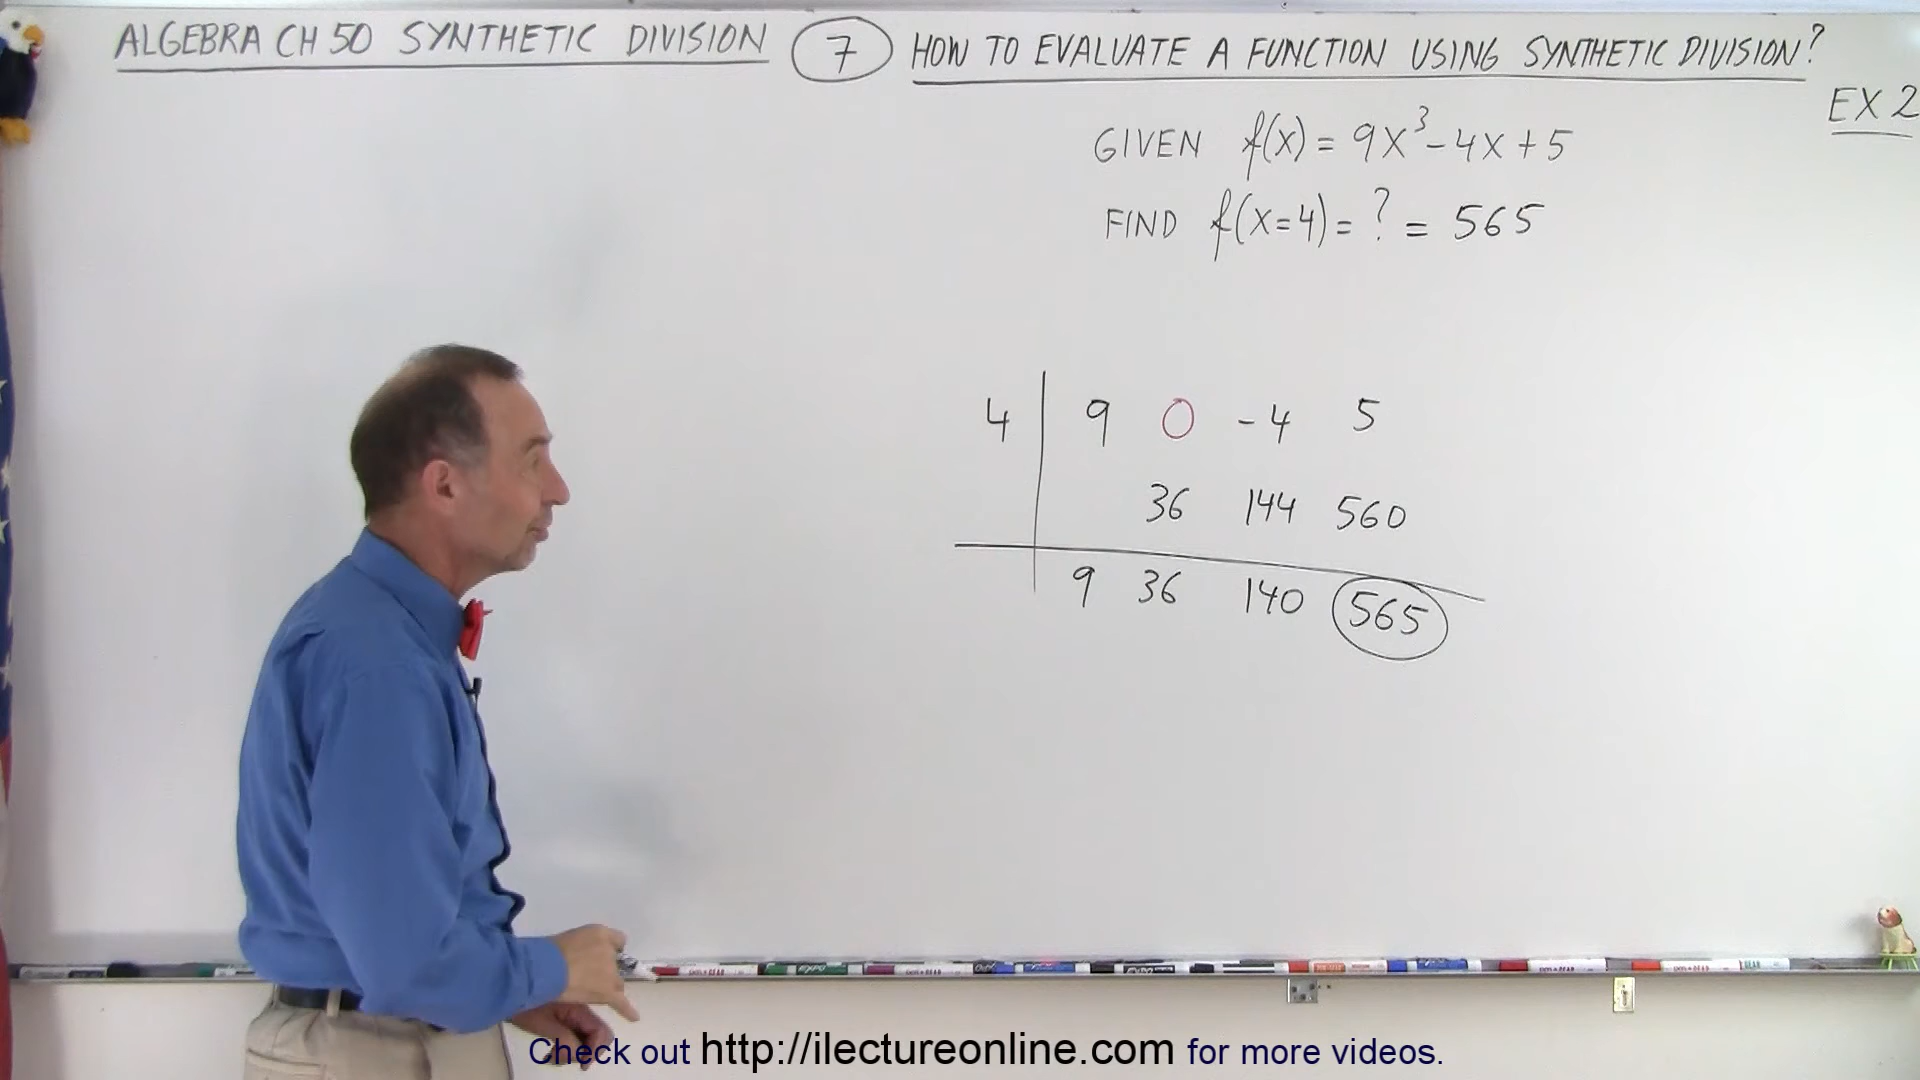 ALGEBRA CH 50 SYNTHETIC DIVISION 7 HOW TO EVALUATE A FUNCTION USING SYNTHETIC DIVISION?
EX 2
GIVEN f(x) = 9x³ - 4x + 5
FIND f(x=4) = ? = 565
4 9 0 -4 5
36 144 560
9 36 140 565
EXPO
Check out http://ilectureonline.com for more videos.